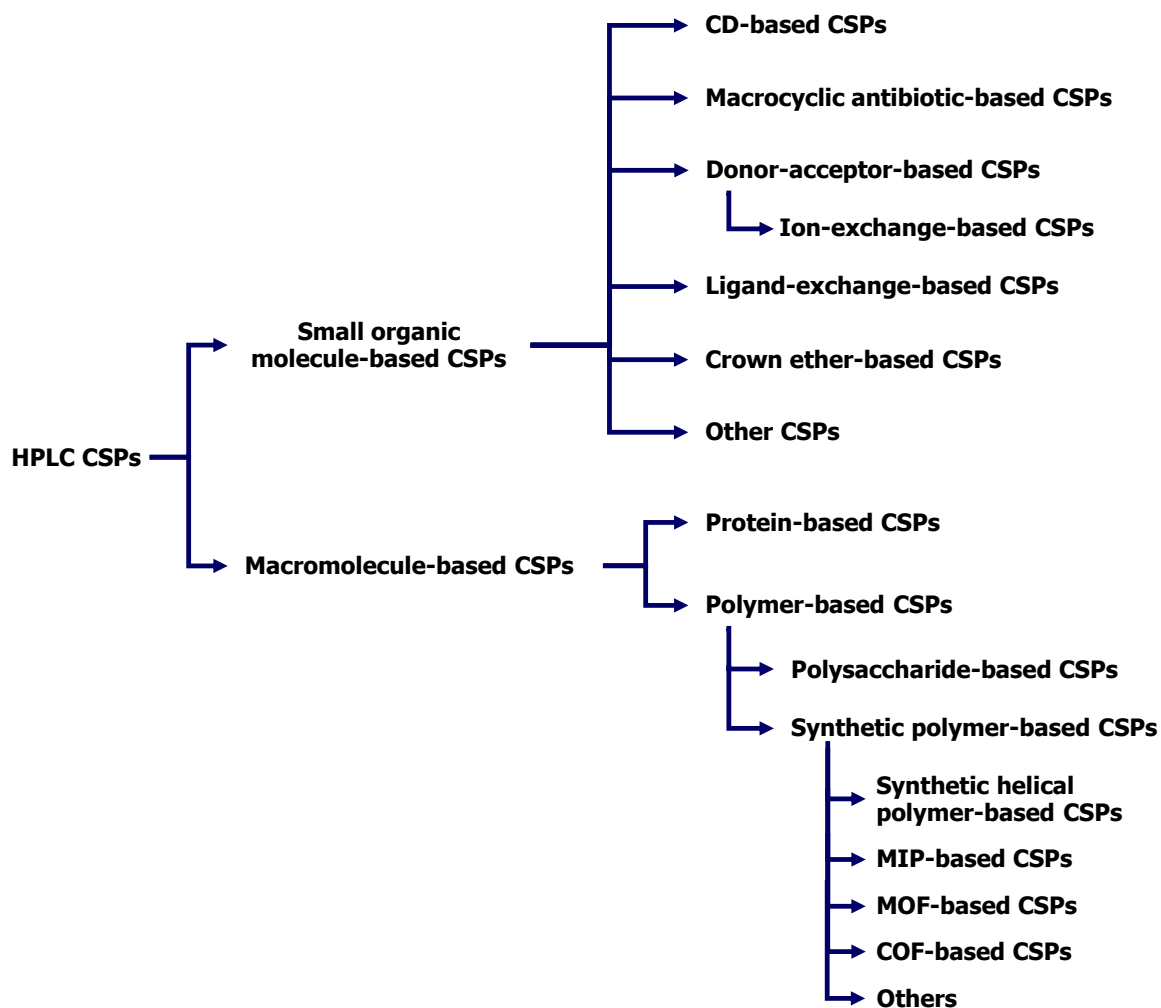 CD-based CSPs
Macrocyclic antibiotic-based CSPs
Donor-acceptor-based CSPs
Ion-exchange-based CSPs
Ligand-exchange-based CSPs
Small organic
molecule-based CSPs
Crown ether-based CSPs
Other CSPs
HPLC CSPs
Protein-based CSPs
Macromolecule-based CSPs
Polymer-based CSPs
Polysaccharide-based CSPs
Synthetic polymer-based CSPs
Synthetic helical
polymer-based CSPs
MIP-based CSPs
MOF-based CSPs
COF-based CSPs
Others